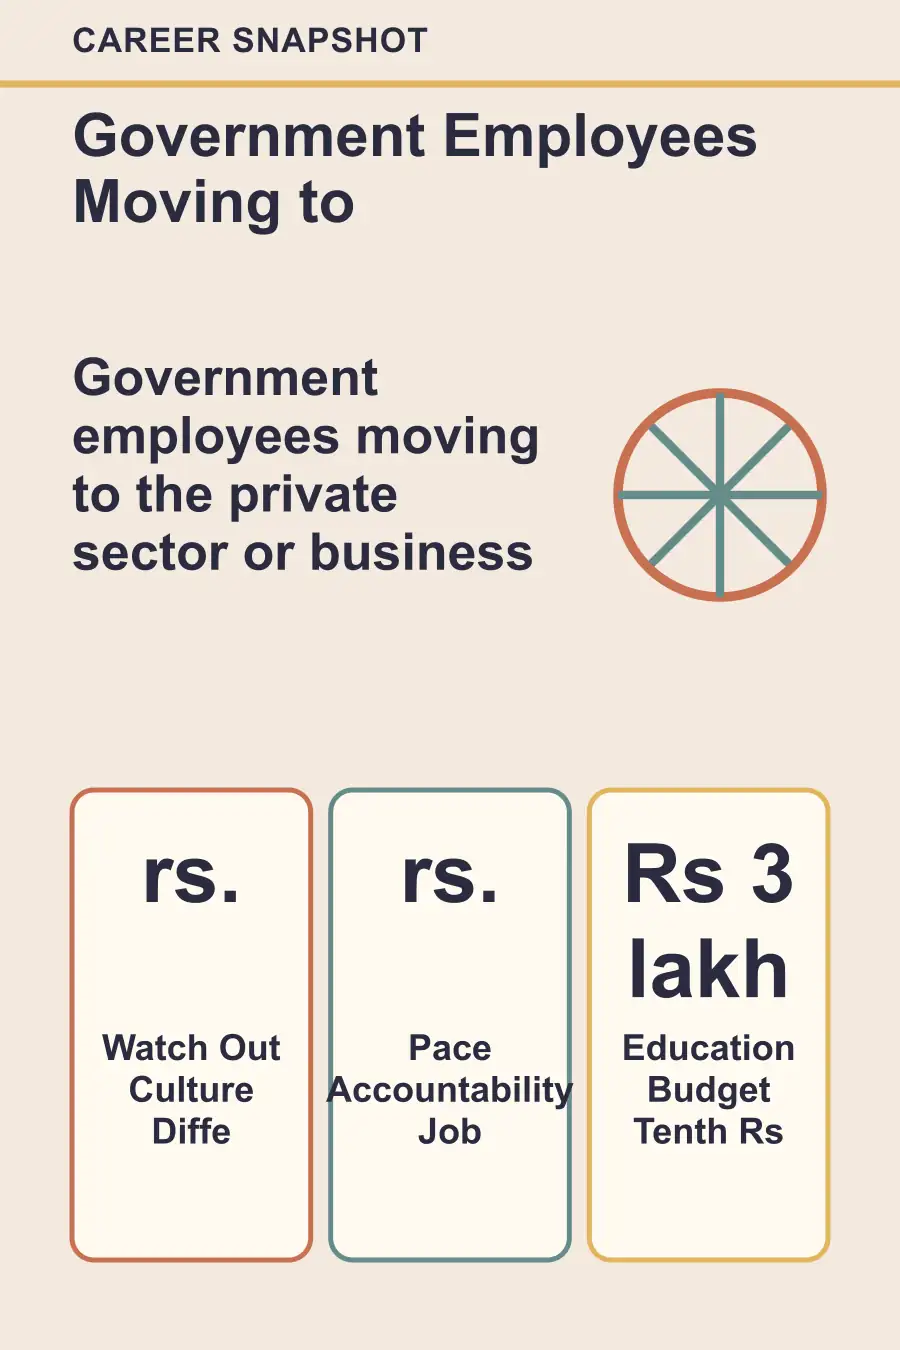 CAREER SNAPSHOT
Government Employees
Moving to
Government
employees moving
to the private
sector or business
rs.
Watch Out
Culture
Diffe
rs.
Pace
Accountability
Job
Rs 3
lakh
Education
Budget
Tenth Rs